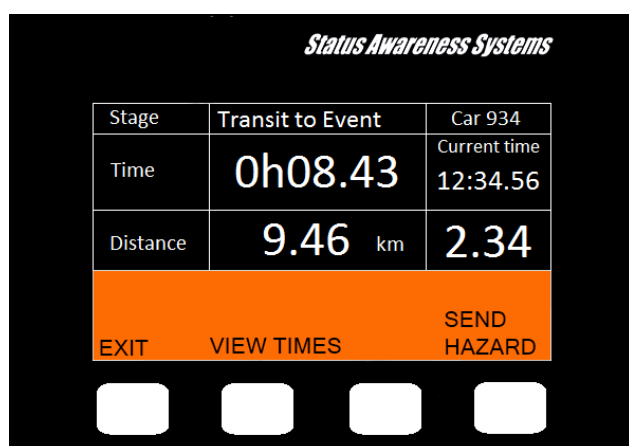 Status Awareness Systems
Stage Transit to Event Car 934
Current time
Time 0h08.43 12:34.56
Distance 9.46 km 2.34
SEND
EXIT VIEW TIMES HAZARD